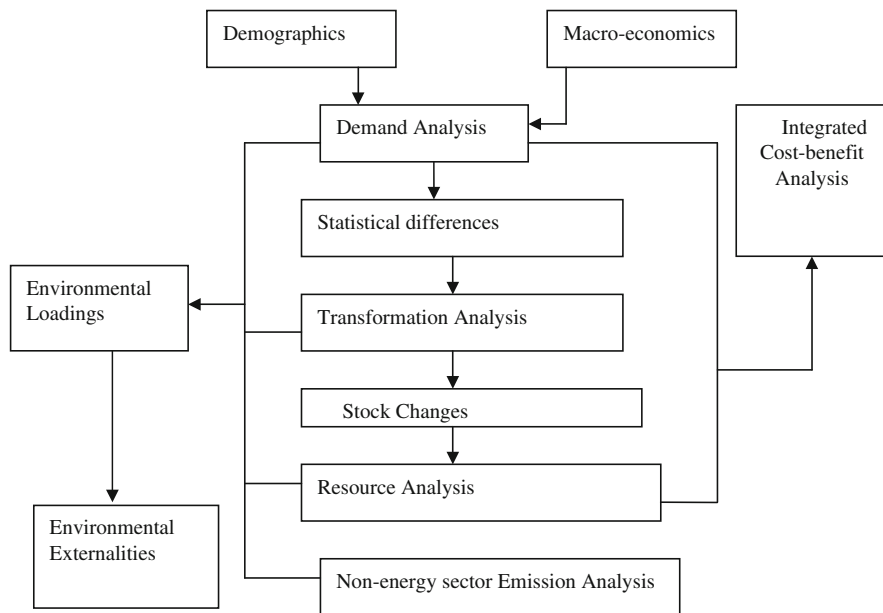 Demographics
Macro-economics
Demand Analysis
Integrated
Cost-benefit
Analysis
Statistical differences
Environmental
Loadings
Transformation Analysis
Stock Changes
Resource Analysis
Environmental
Externalities
Non-energy sector Emission Analysis